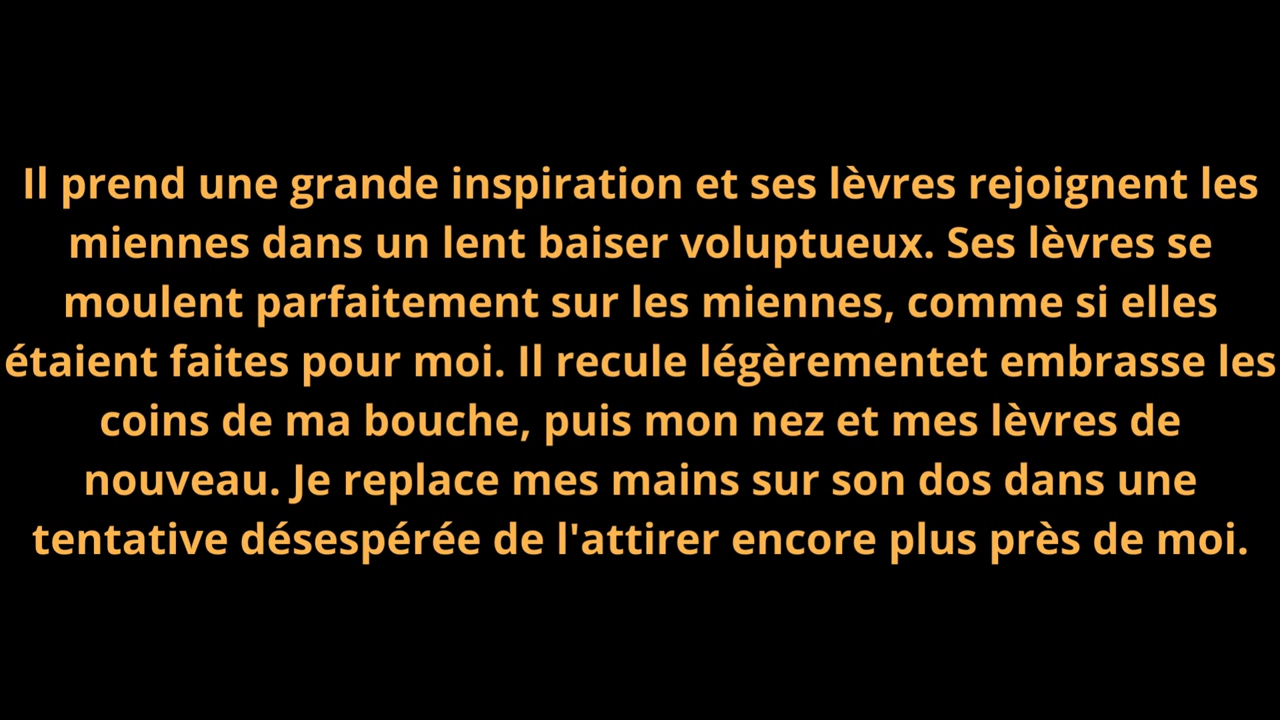 Il prend une grande inspiration et ses lèvres rejoignent les
miennes dans un lent baiser voluptueux. Ses lèvres se
moulent parfaitement sur les miennes, comme si elles
étaient faites pour moi. Il recule légèrementet embrasse les
coins de ma bouche, puis mon nez et mes lèvres de
nouveau. Je replace mes mains sur son dos dans une
tentative désespérée de l'attirer encore plus près de moi.